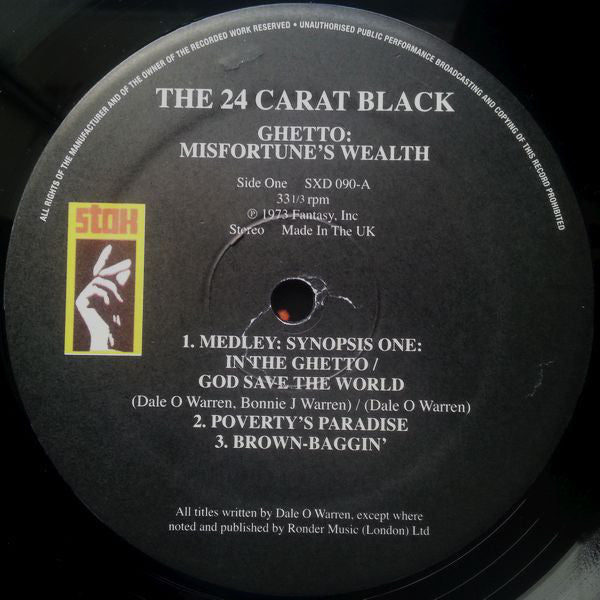 ALL RIGHTS OF THE MANUFACTURER AND OF THE OWNER OF THE RECORDED WORK RESERVED • UNAUTHORISED PUBLIC PERFORMANCE BROADCASTING AND COPYING OF THIS RECORD PROHIBITED
THE 24 CARAT BLACK
GHETTO:
MISFORTUNE'S WEALTH
Side One SXD 090-A
33 1/3 rpm
℗ 1973 Fantasy, Inc
Stereo Made In The UK
stax
1. MEDLEY: SYNOPSIS ONE:
IN THE GHETTO /
GOD SAVE THE WORLD
(Dale O Warren, Bonnie J Warren) / (Dale O Warren)
2. POVERTY'S PARADISE
3. BROWN-BAGGIN'
All titles written by Dale O Warren, except where
noted and published by Ronder Music (London) Ltd